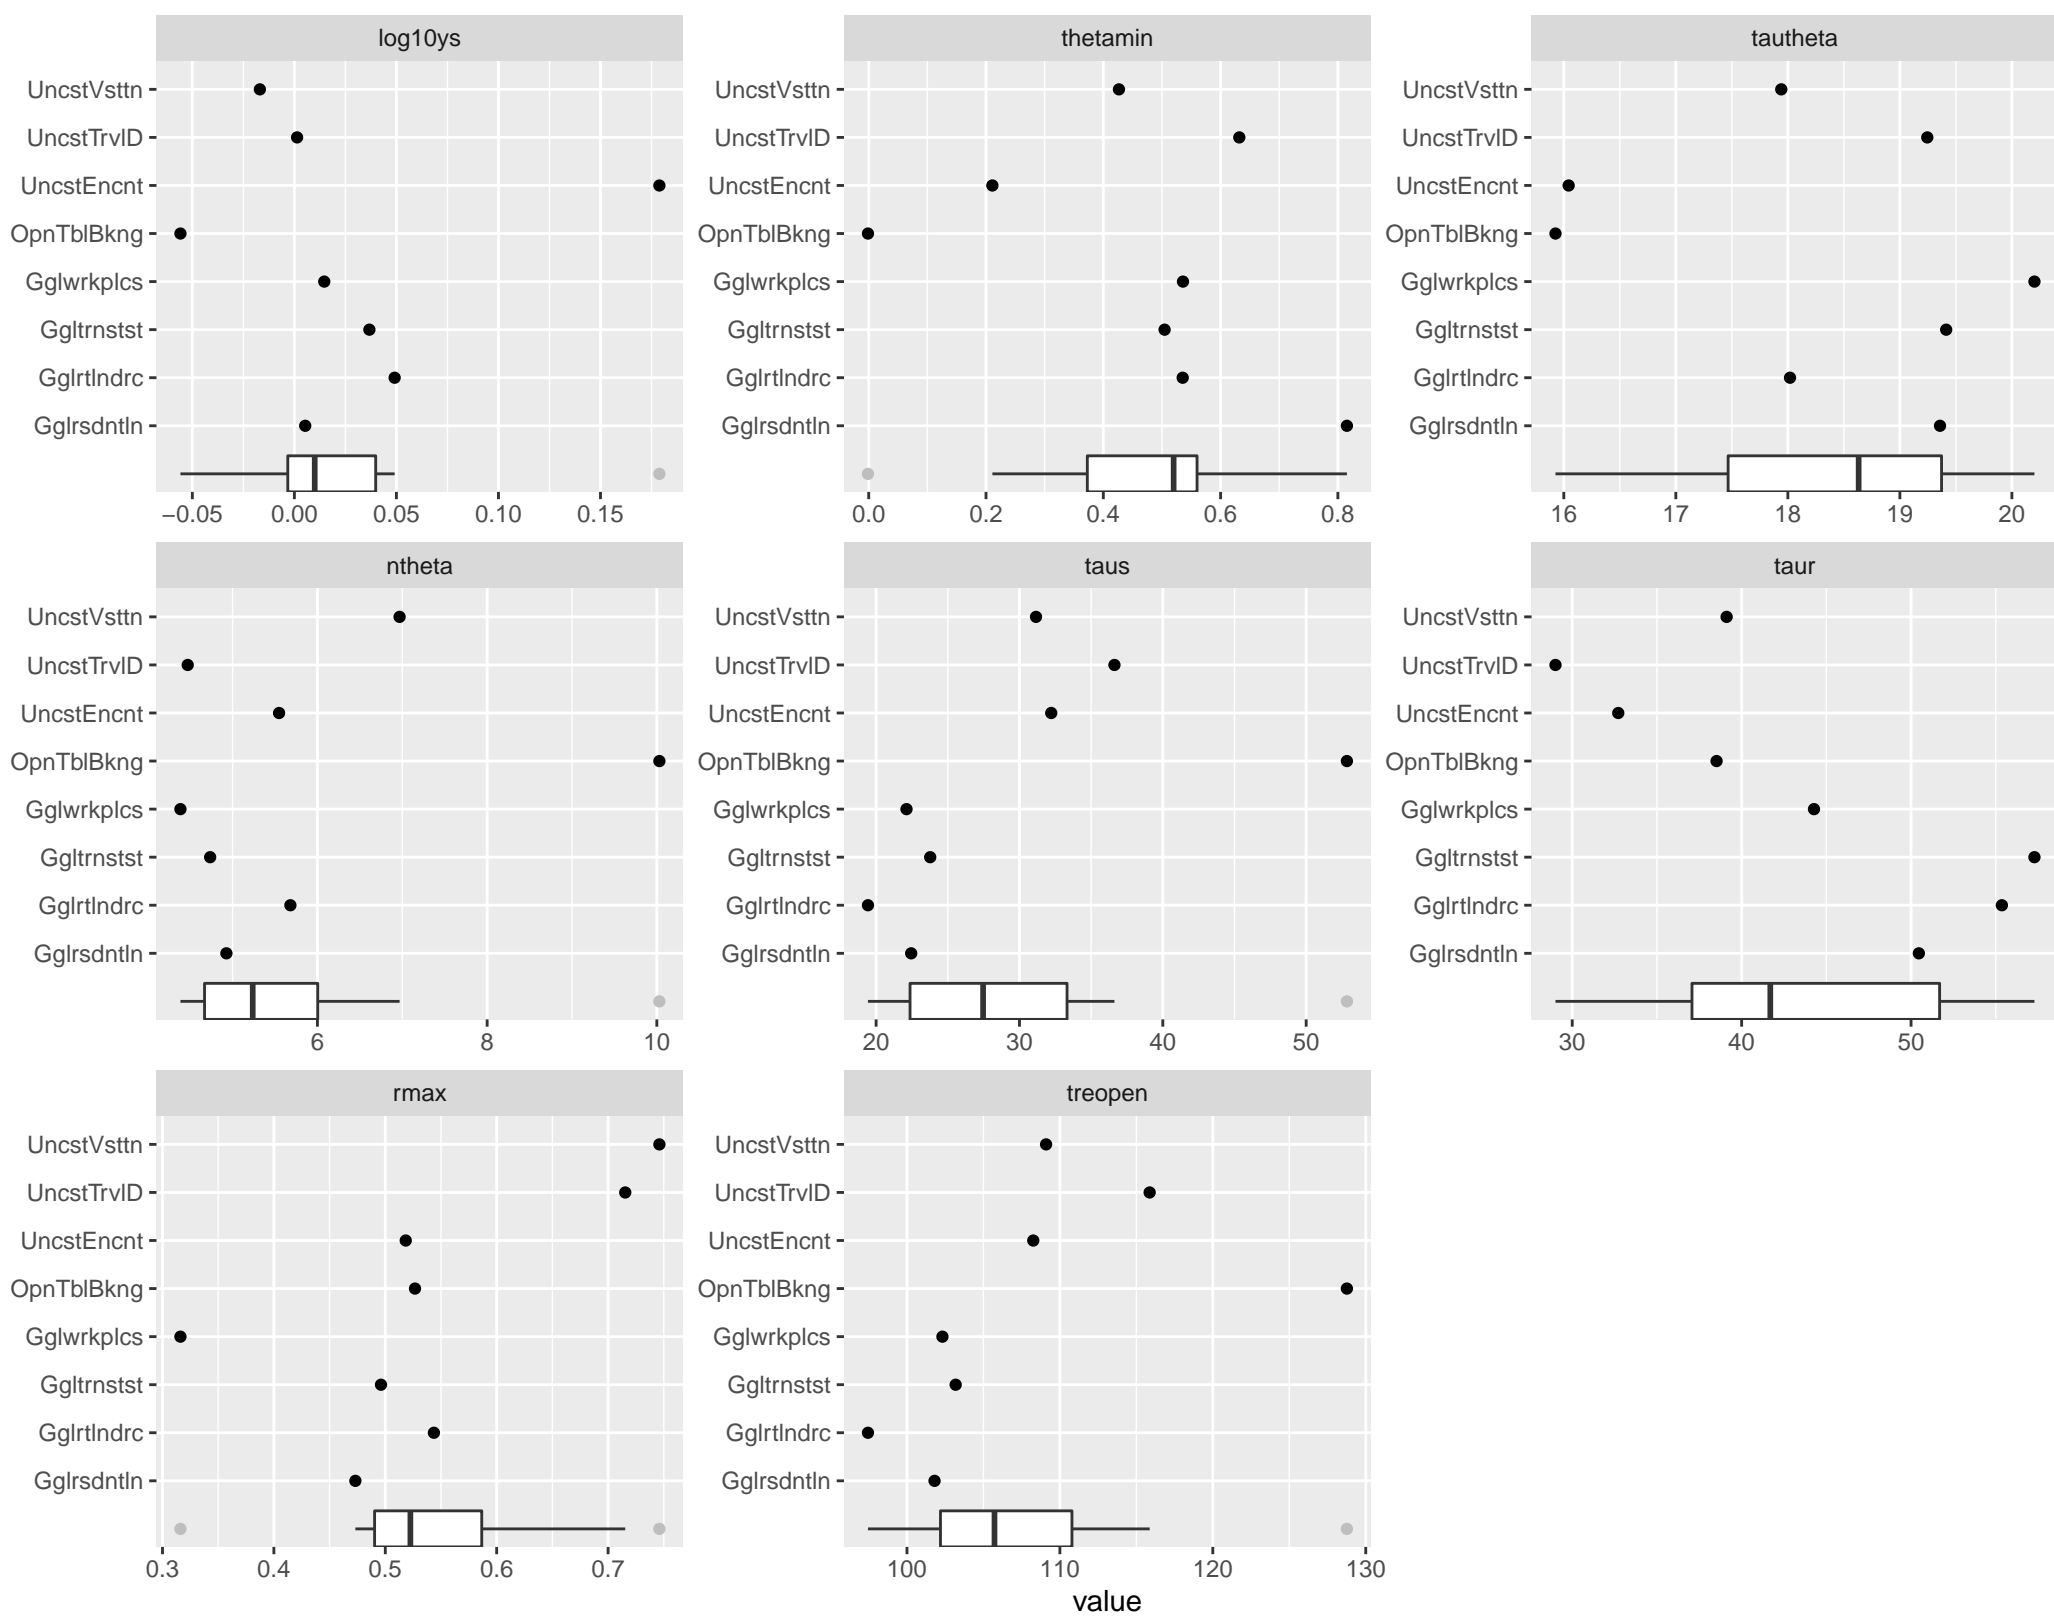 log10ys
thetamin
tautheta
UncstVsttn
UncstTrvlD
UncstEncnt
OpnTblBkng
Gglwrkplcs
Ggltrnstst
Gglrtlndrc
Gglrsdntln
−0.05 0.00 0.05 0.10 0.15
UncstVsttn
UncstTrvlD
UncstEncnt
OpnTblBkng
Gglwrkplcs
Ggltrnstst
Gglrtlndrc
Gglrsdntln
0.0 0.2 0.4 0.6 0.8
UncstVsttn
UncstTrvlD
UncstEncnt
OpnTblBkng
Gglwrkplcs
Ggltrnstst
Gglrtlndrc
Gglrsdntln
16 17 18 19 20
ntheta
taus
taur
UncstVsttn
UncstTrvlD
UncstEncnt
OpnTblBkng
Gglwrkplcs
Ggltrnstst
Gglrtlndrc
Gglrsdntln
6 8 10
UncstVsttn
UncstTrvlD
UncstEncnt
OpnTblBkng
Gglwrkplcs
Ggltrnstst
Gglrtlndrc
Gglrsdntln
20 30 40 50
UncstVsttn
UncstTrvlD
UncstEncnt
OpnTblBkng
Gglwrkplcs
Ggltrnstst
Gglrtlndrc
Gglrsdntln
30 40 50
rmax
treopen
UncstVsttn
UncstTrvlD
UncstEncnt
OpnTblBkng
Gglwrkplcs
Ggltrnstst
Gglrtlndrc
Gglrsdntln
0.3 0.4 0.5 0.6 0.7
UncstVsttn
UncstTrvlD
UncstEncnt
OpnTblBkng
Gglwrkplcs
Ggltrnstst
Gglrtlndrc
Gglrsdntln
100 110 120 130
value